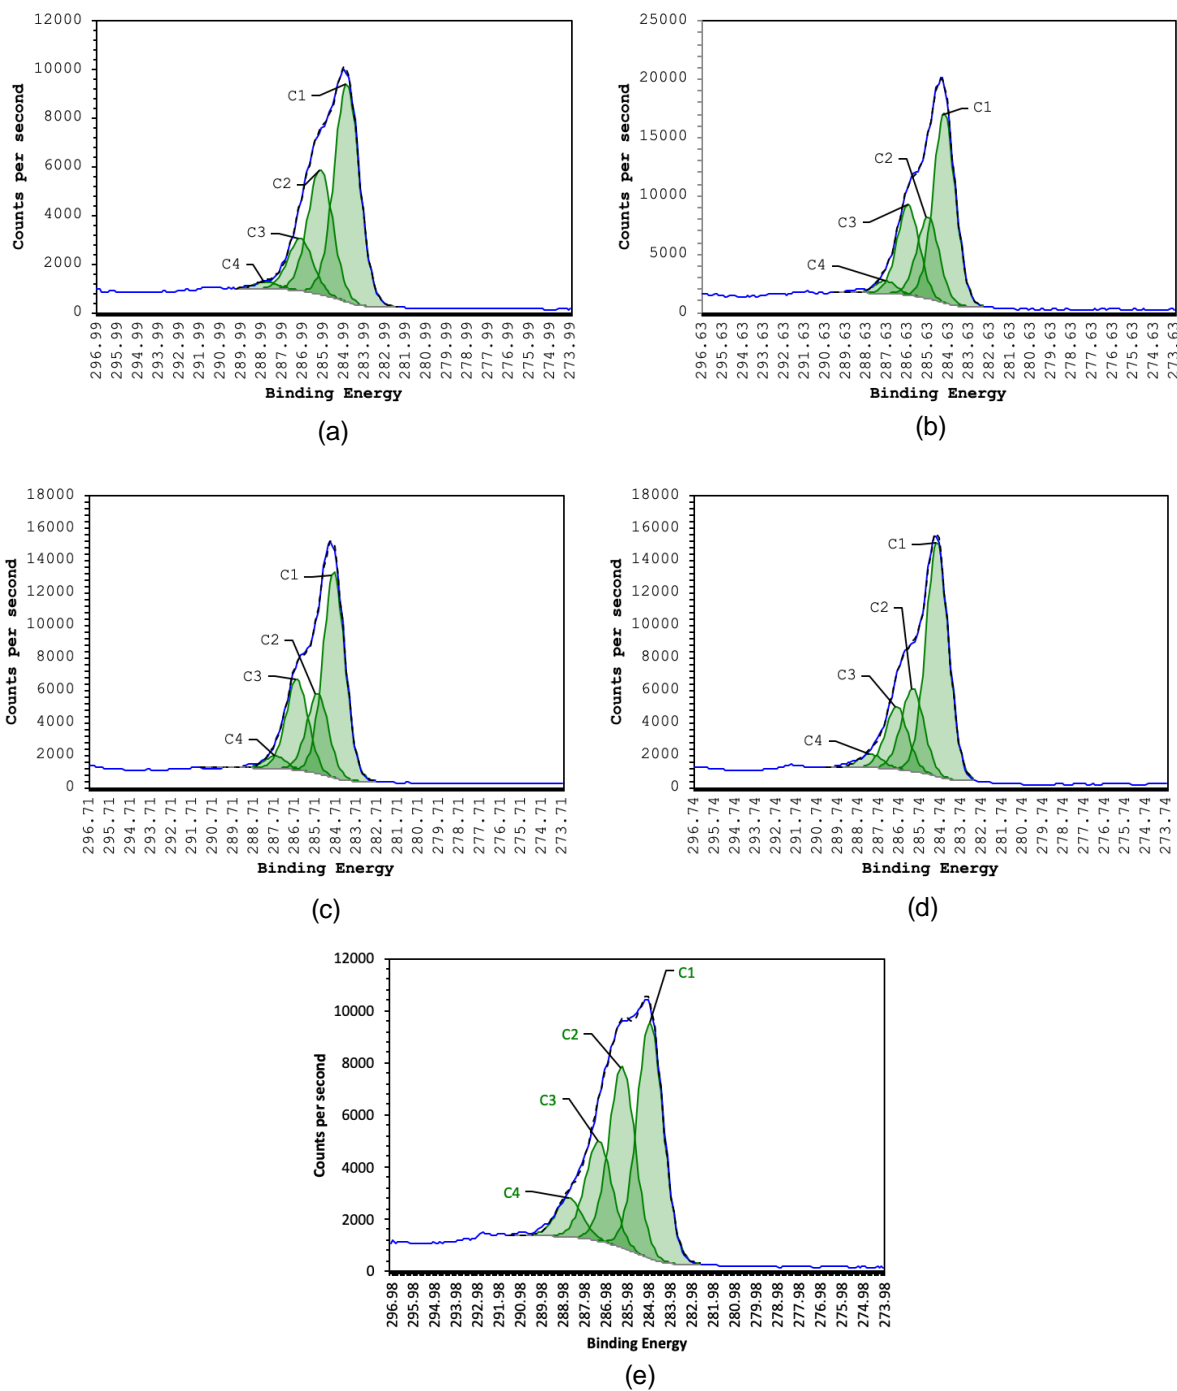 12000
10000
8000
6000
4000
2000
0
Counts per second
C1
C2
C3
C4
296.99 295.99 294.99 293.99 292.99 291.99 290.99 289.99 288.99 287.99 286.99 285.99 284.99 283.99 282.99 281.99 280.99 279.99 278.99 277.99 276.99 275.99 274.99 273.99
Binding Energy
(a)
25000
20000
15000
10000
5000
0
Counts per second
C1
C2
C3
C4
296.63 295.63 294.63 293.63 292.63 291.63 290.63 289.63 288.63 287.63 286.63 285.63 284.63 283.63 282.63 281.63 280.63 279.63 278.63 277.63 276.63 275.63 274.63 273.63
Binding Energy
(b)
18000
16000
14000
12000
10000
8000
6000
4000
2000
0
Counts per second
C1
C2
C3
C4
296.71 295.71 294.71 293.71 292.71 291.71 290.71 289.71 288.71 287.71 286.71 285.71 284.71 283.71 282.71 281.71 280.71 279.71 278.71 277.71 276.71 275.71 274.71 273.71
Binding Energy
(c)
18000
16000
14000
12000
10000
8000
6000
4000
2000
0
Counts per second
C1
C2
C3
C4
296.74 295.74 294.74 293.74 292.74 291.74 290.74 289.74 288.74 287.74 286.74 285.74 284.74 283.74 282.74 281.74 280.74 279.74 278.74 277.74 276.74 275.74 274.74 273.74
Binding Energy
(d)
12000
10000
8000
6000
4000
2000
0
Counts per second
C1
C2
C3
C4
296.98 295.98 294.98 293.98 292.98 291.98 290.98 289.98 288.98 287.98 286.98 285.98 284.98 283.98 282.98 281.98 280.98 279.98 278.98 277.98 276.98 275.98 274.98 273.98
Binding Energy
(e)